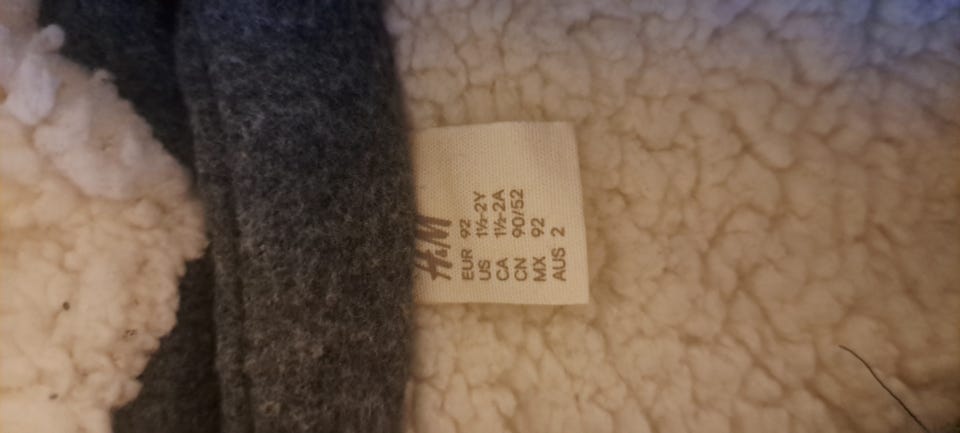 H&M
EUR 92
US 1½-2Y
CA 1½-2A
CN 90/52
MX 92
AUS 2